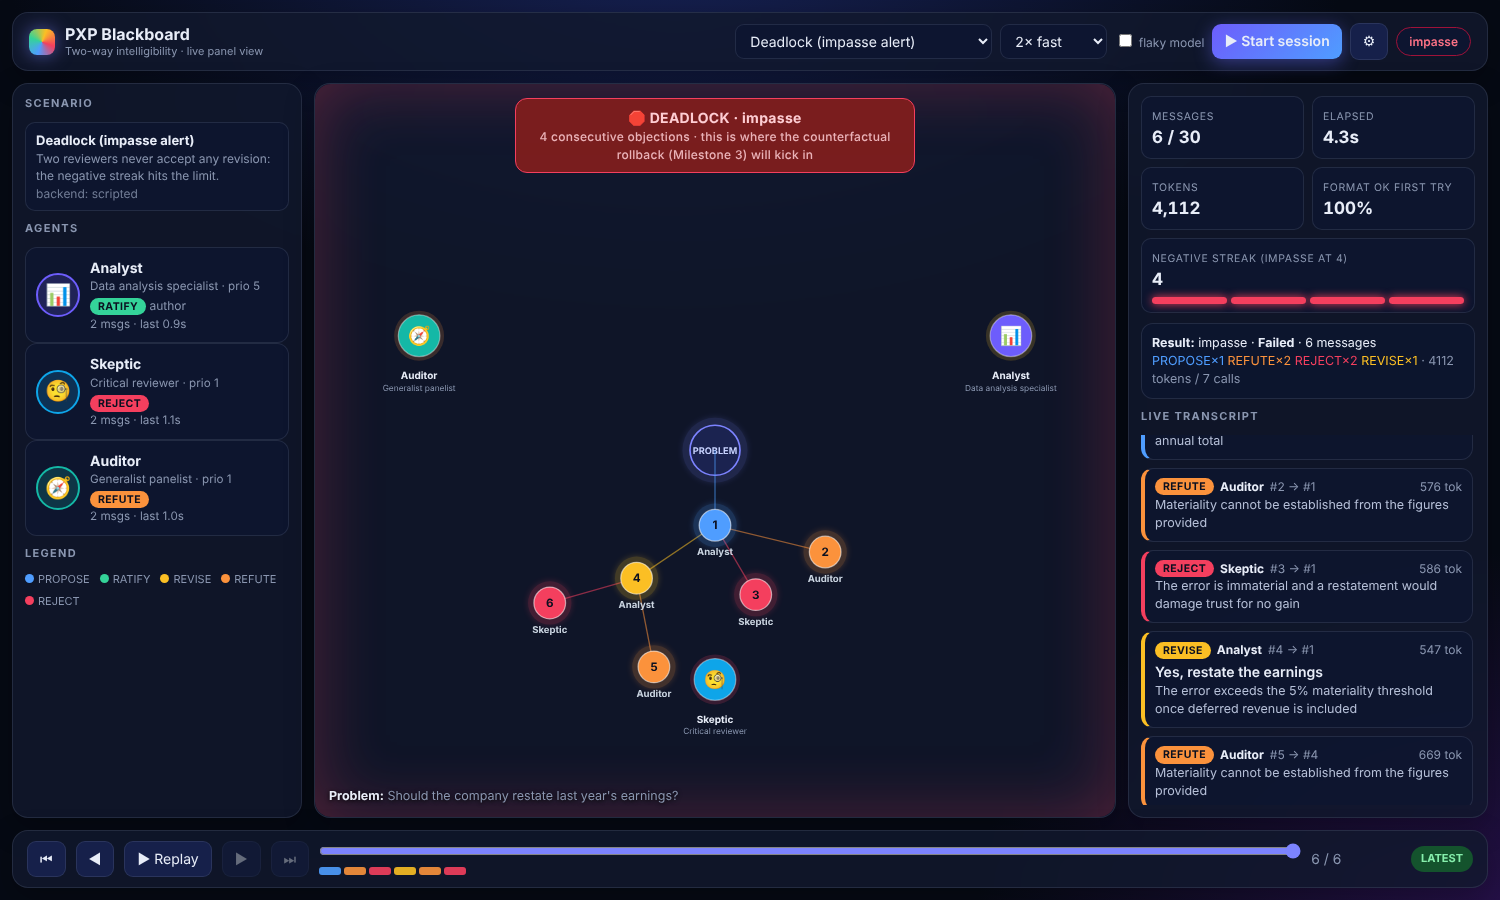 PXP Blackboard
Two-way intelligibility · live panel view
Deadlock (impasse alert)
2× fast
flaky model
▶ Start session
impasse
SCENARIO
Deadlock (impasse alert)
Two reviewers never accept any revision:
the negative streak hits the limit.
backend: scripted
AGENTS
Analyst
Data analysis specialist · prio 5
RATIFY author
2 msgs · last 0.9s
Skeptic
Critical reviewer · prio 1
REJECT
2 msgs · last 1.1s
Auditor
Generalist panelist · prio 1
REFUTE
2 msgs · last 1.0s
LEGEND
PROPOSE RATIFY REVISE REFUTE
REJECT
DEADLOCK · impasse
4 consecutive objections · this is where the counterfactual
rollback (Milestone 3) will kick in
Auditor
Generalist panelist
Analyst
Data analysis specialist
PROBLEM
1
Analyst
2
Auditor
4
Analyst
3
Skeptic
6
Skeptic
5
Auditor
Skeptic
Critical reviewer
Problem: Should the company restate last year's earnings?
MESSAGES
6 / 30
ELAPSED
4.3s
TOKENS
4,112
FORMAT OK FIRST TRY
100%
NEGATIVE STREAK (IMPASSE AT 4)
4
Result: impasse · Failed · 6 messages
PROPOSE×1 REFUTE×2 REJECT×2 REVISE×1 · 4112
tokens / 7 calls
LIVE TRANSCRIPT
annual total
REFUTE Auditor #2 → #1 576 tok
Materiality cannot be established from the figures
provided
REJECT Skeptic #3 → #1 586 tok
The error is immaterial and a restatement would
damage trust for no gain
REVISE Analyst #4 → #1 547 tok
Yes, restate the earnings
The error exceeds the 5% materiality threshold
once deferred revenue is included
REFUTE Auditor #5 → #4 669 tok
Materiality cannot be established from the figures
provided
▶ Replay
6 / 6
LATEST